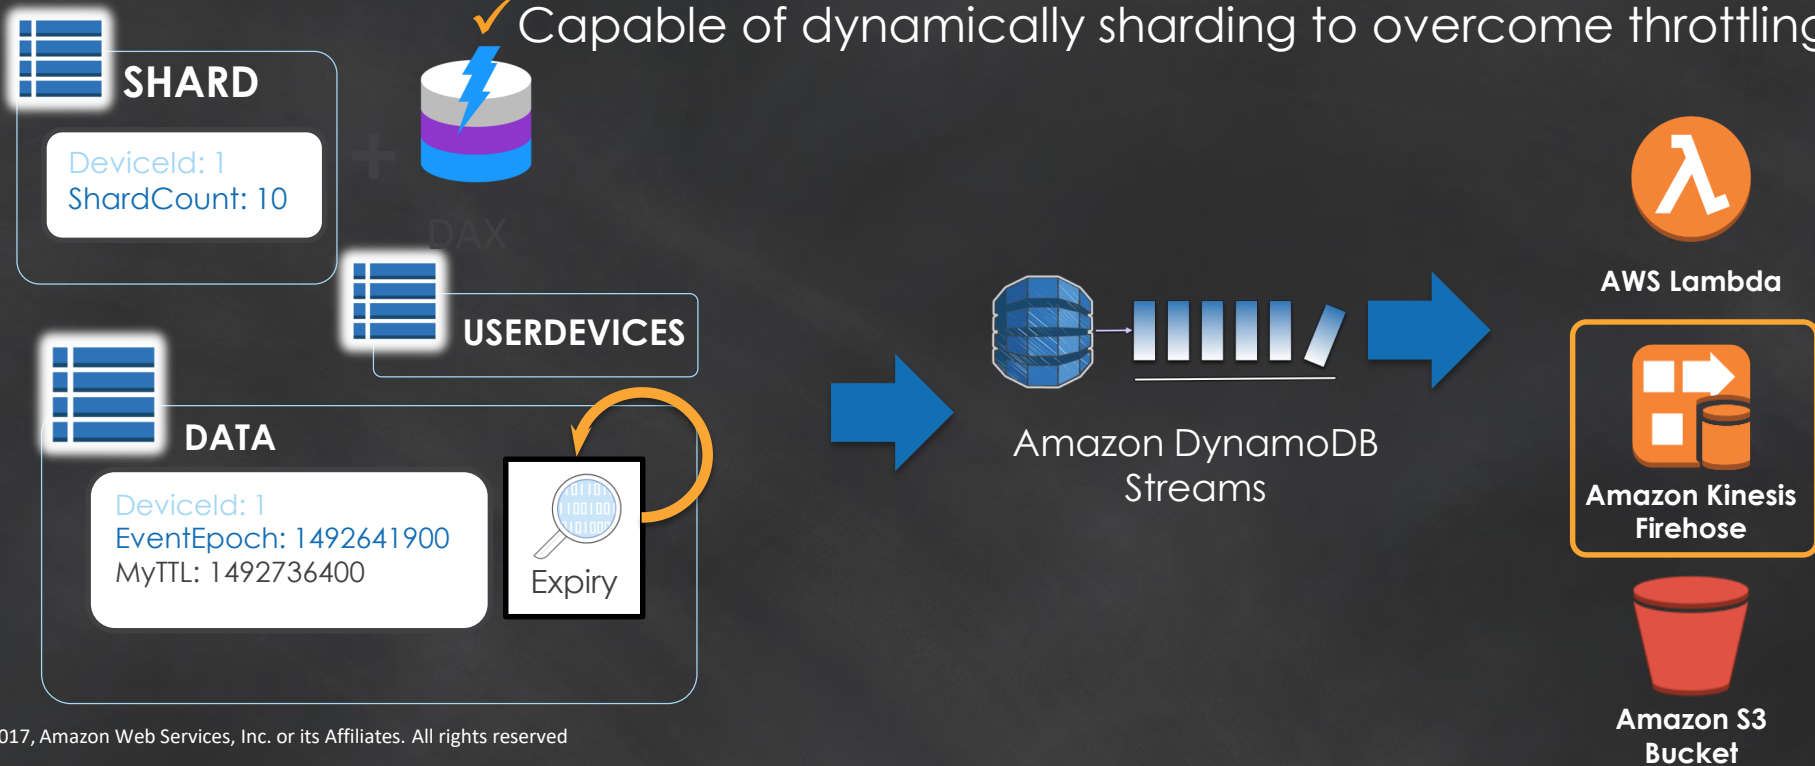 Capable of dynamically sharding to overcome throttling
SHARD
DeviceId: 1
ShardCount: 10
+
DAX
USERDEVICES
DATA
DeviceId: 1
EventEpoch: 1492641900
MyTTL: 1492736400
Expiry
Amazon DynamoDB
Streams
AWS Lambda
Amazon Kinesis
Firehose
Amazon S3
Bucket
017, Amazon Web Services, Inc. or its Affiliates. All rights reserved